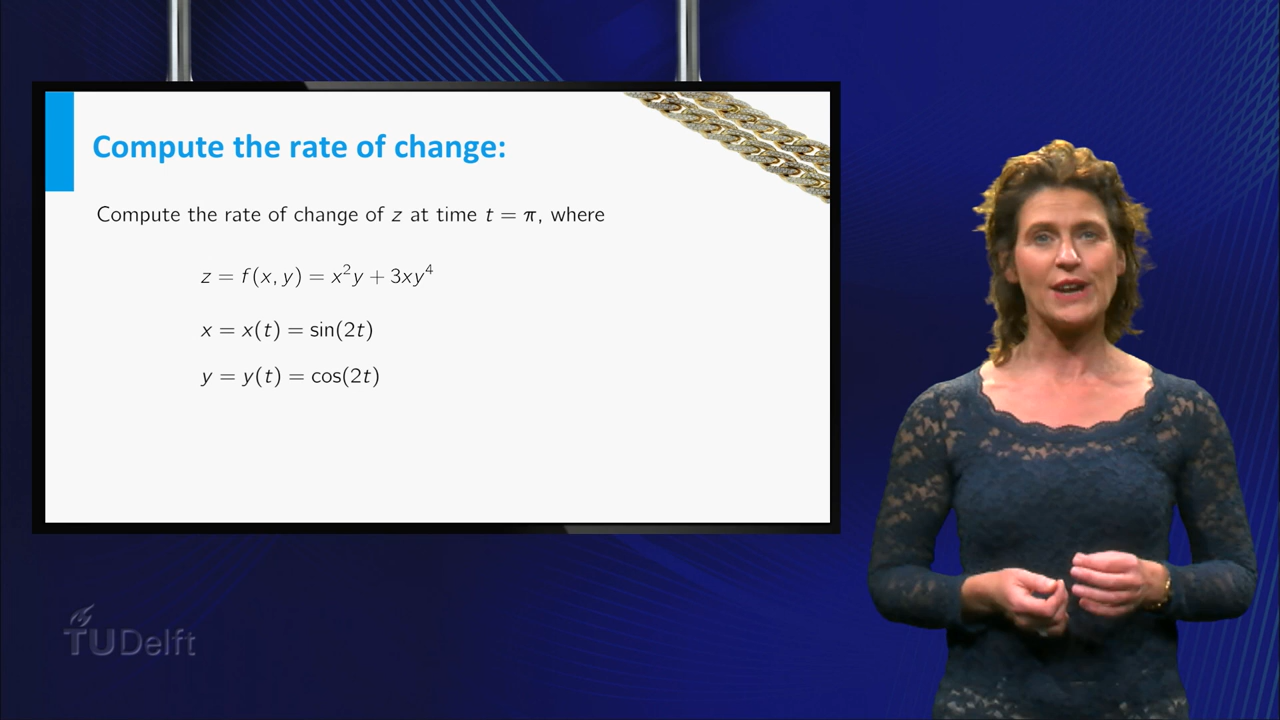 Compute the rate of change:
Compute the rate of change of z at time t = π, where
z = f(x, y) = x²y + 3xy⁴
x = x(t) = sin(2t)
y = y(t) = cos(2t)
TUDelft